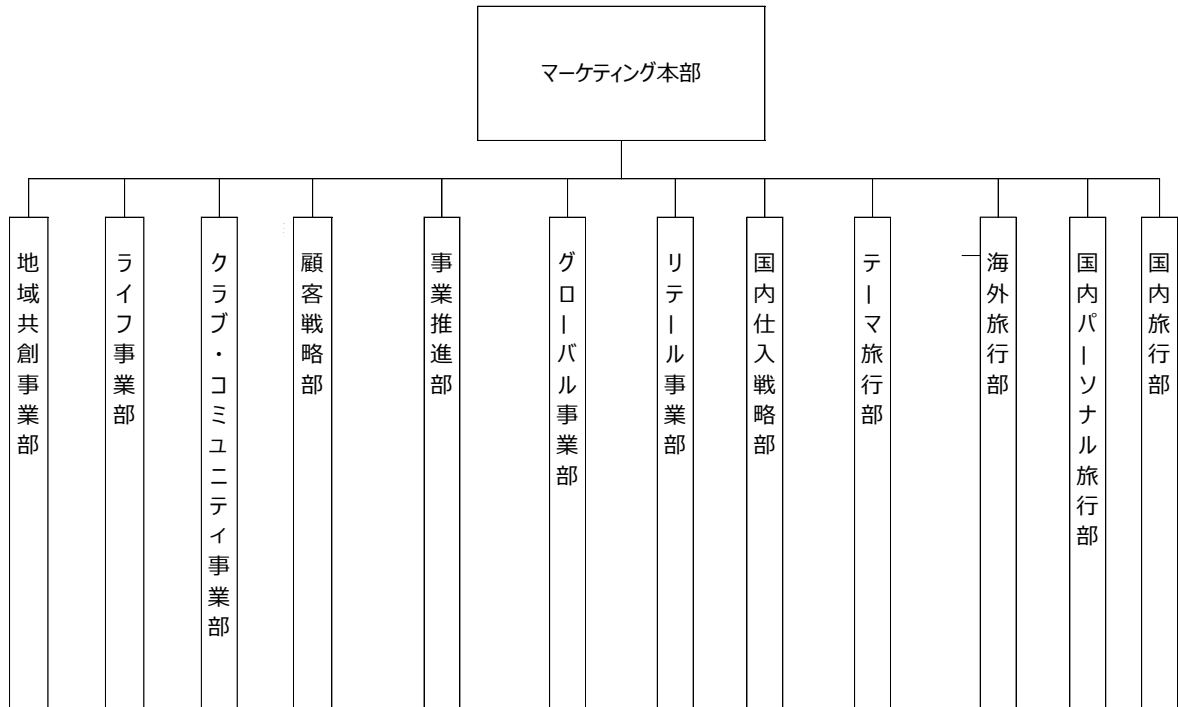 マーケティング本部
国内旅行部
国内パーソナル旅行部
海外旅行部
テーマ旅行部
国内仕入戦略部
リテール事業部
グローバル事業部
事業推進部
顧客戦略部
クラブ・コミュニティ事業部
ライフ事業部
地域共創事業部